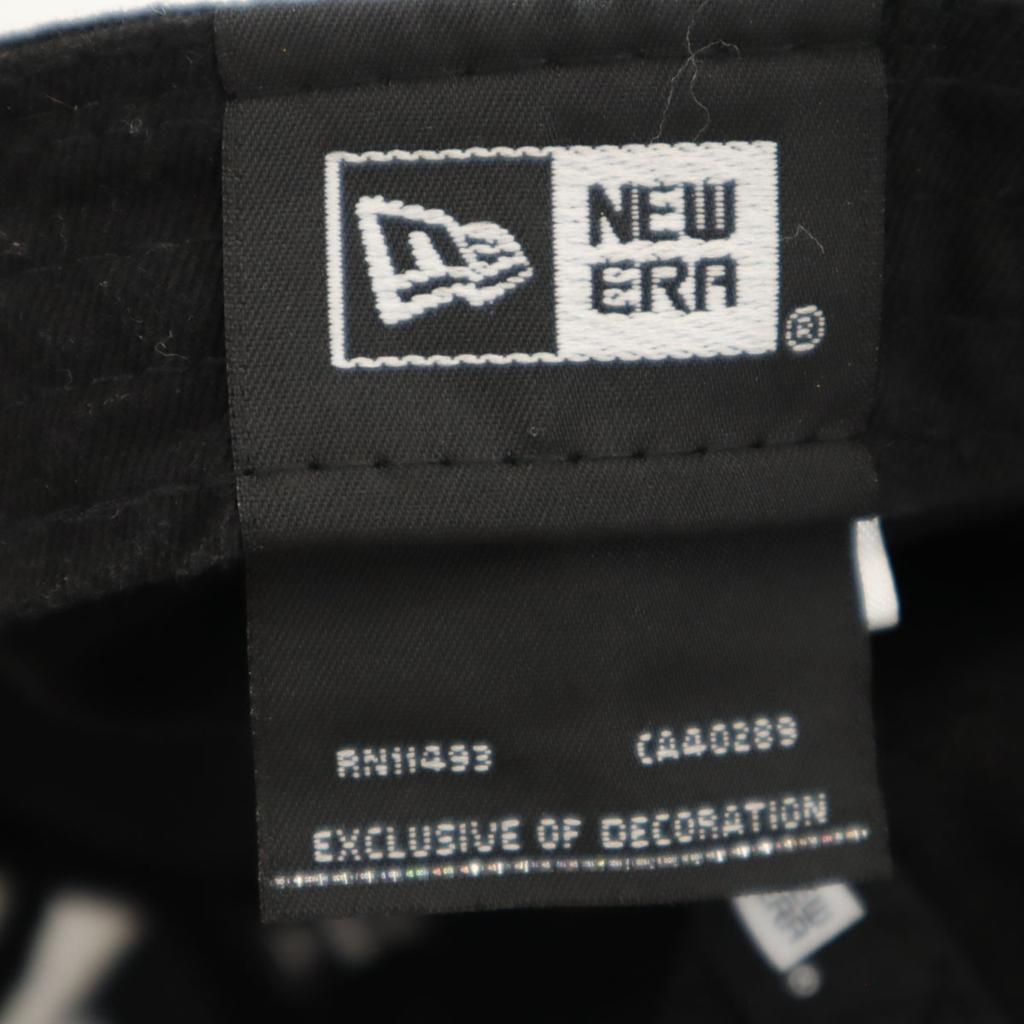 NEW
ERA
®
RN11493 CA40289
EXCLUSIVE OF DECORATION